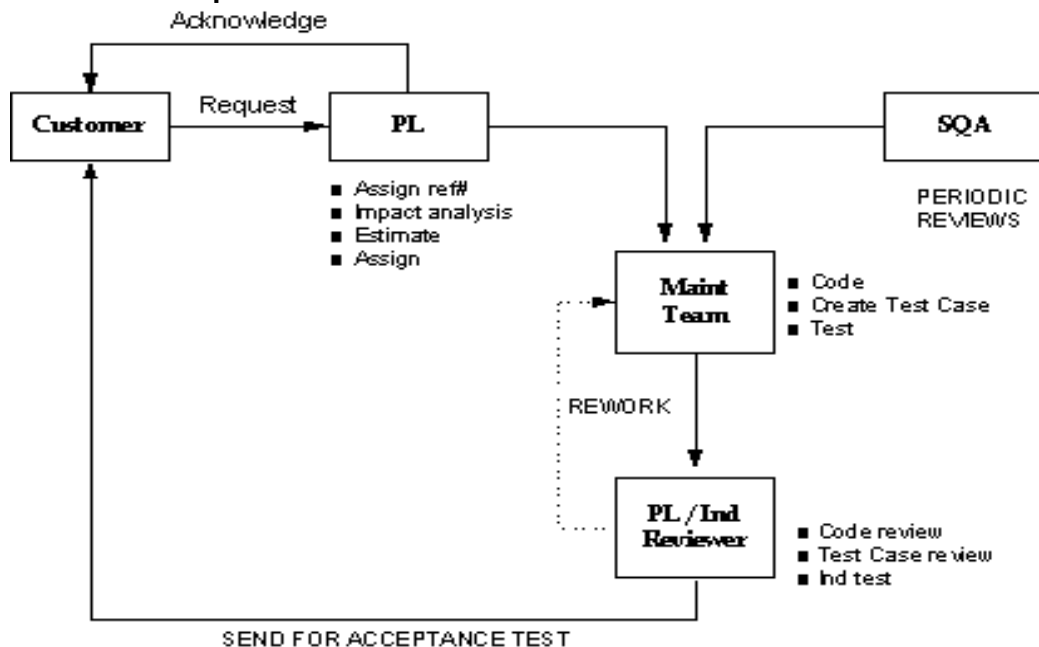 Acknowledge
Customer
Request
PL
SQA
■ Assign ref#
■ Impact analysis
■ Estimate
■ Assign
PERIODIC
REVIEWS
Maint
Team
■ Code
■ Create Test Case
■ Test
REWORK
PL / Ind
Reviewer
■ Code review
■ Test Case review
■ Ind test
SEND FOR ACCEPTANCE TEST